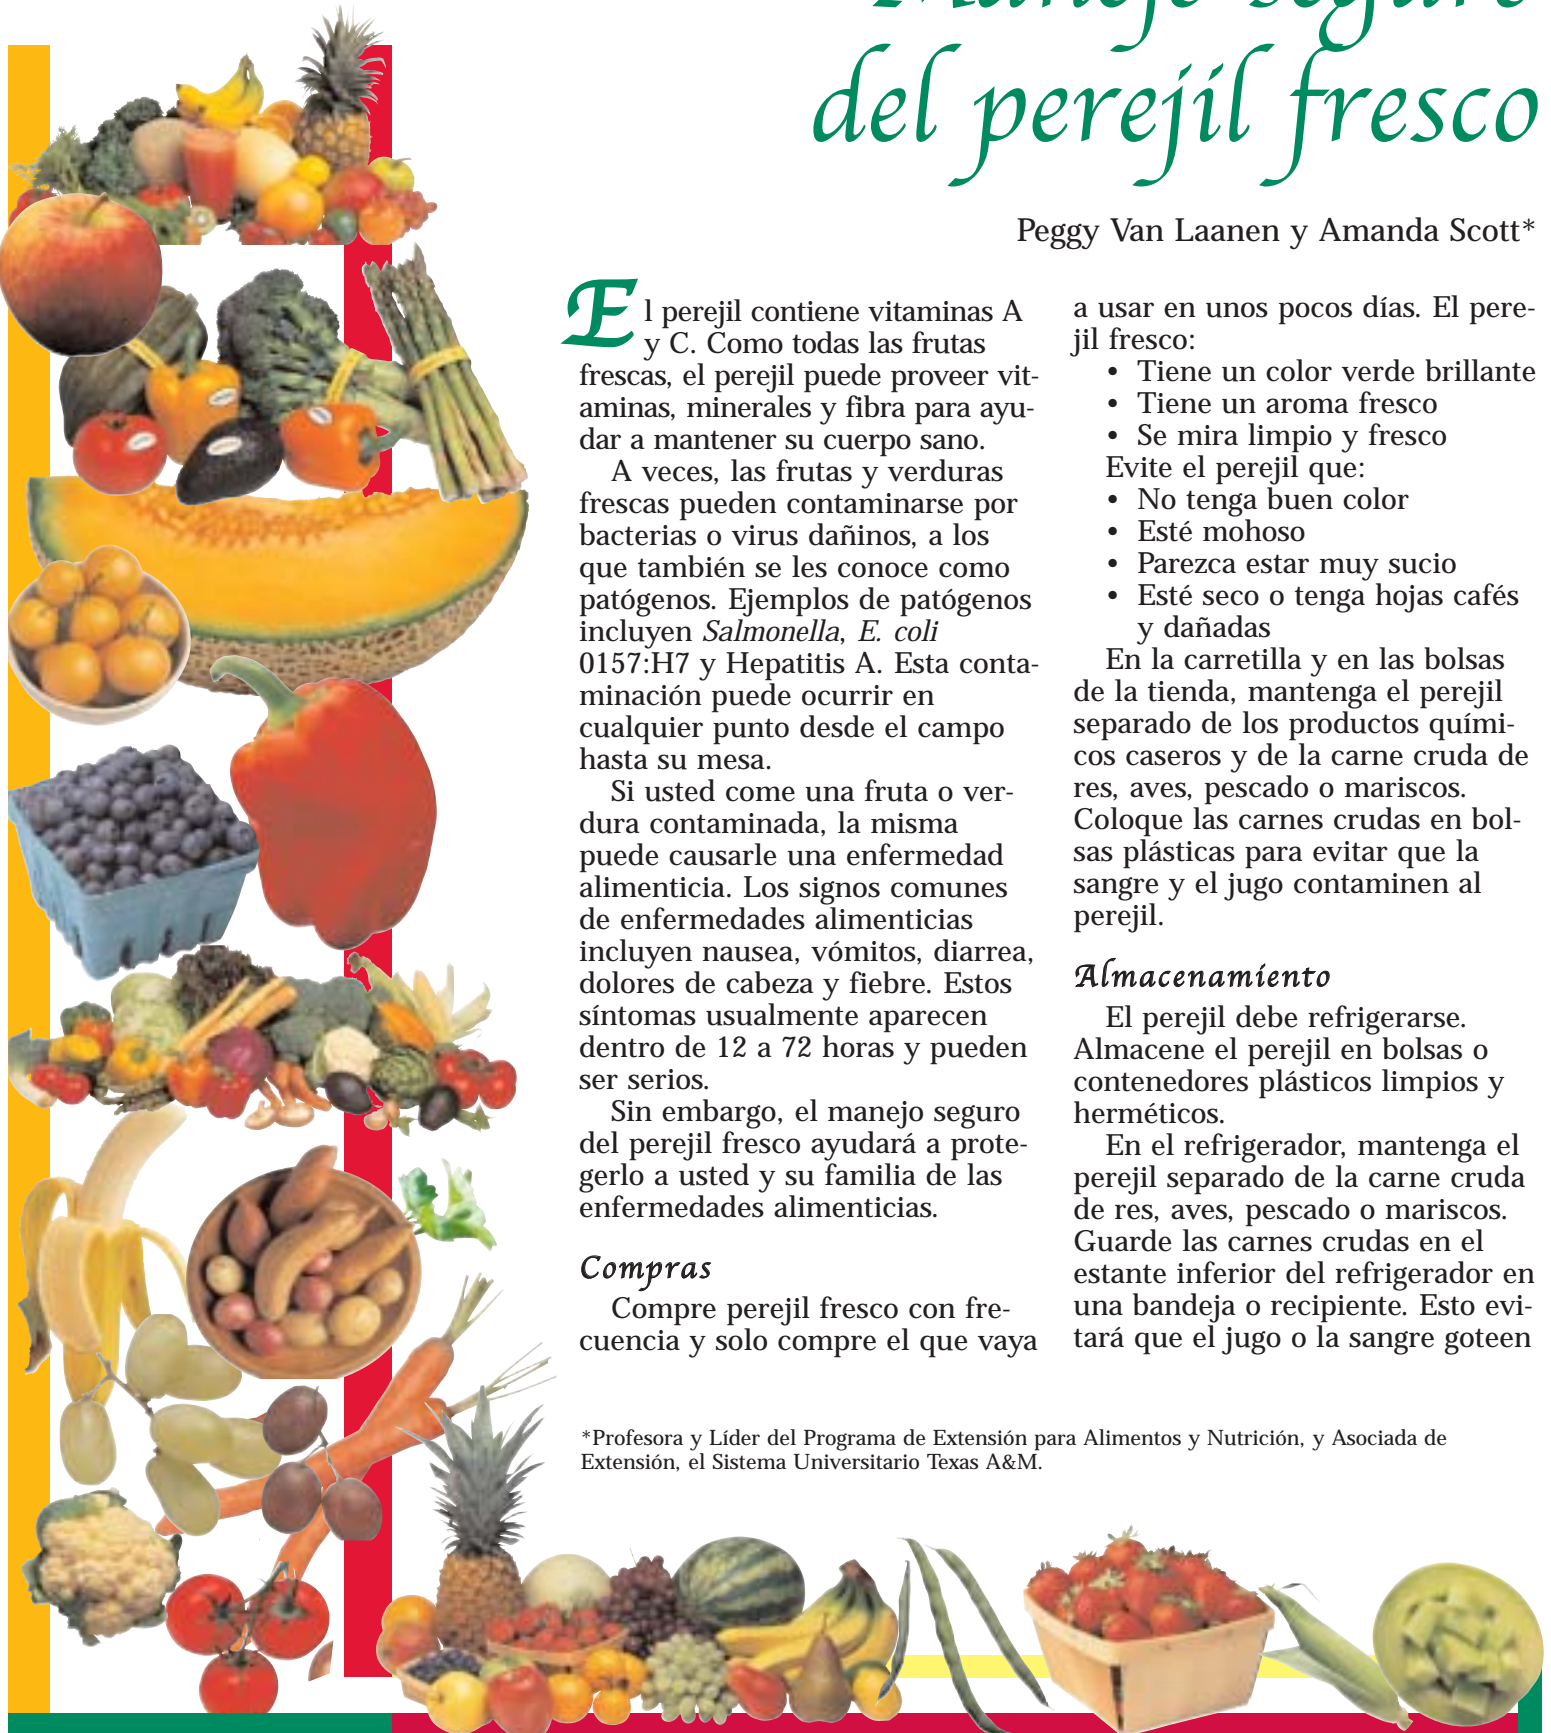 Manejo seguro
del perejil fresco
Peggy Van Laanen y Amanda Scott*
El perejil contiene vitaminas A
y C. Como todas las frutas
frescas, el perejil puede proveer vit-
aminas, minerales y fibra para ayu-
dar a mantener su cuerpo sano.
A veces, las frutas y verduras
frescas pueden contaminarse por
bacterias o virus dañinos, a los
que también se les conoce como
patógenos. Ejemplos de patógenos
incluyen Salmonella, E. coli
0157:H7 y Hepatitis A. Esta conta-
minación puede ocurrir en
cualquier punto desde el campo
hasta su mesa.
Si usted come una fruta o ver-
dura contaminada, la misma
puede causarle una enfermedad
alimenticia. Los signos comunes
de enfermedades alimenticias
incluyen nausea, vómitos, diarrea,
dolores de cabeza y fiebre. Estos
síntomas usualmente aparecen
dentro de 12 a 72 horas y pueden
ser serios.
Sin embargo, el manejo seguro
del perejil fresco ayudará a prote-
gerlo a usted y su familia de las
enfermedades alimenticias.
Compras
Compre perejil fresco con fre-
cuencia y solo compre el que vaya
a usar en unos pocos días. El pere-
jil fresco:
• Tiene un color verde brillante
• Tiene un aroma fresco
• Se mira limpio y fresco
Evite el perejil que:
• No tenga buen color
• Esté mohoso
• Parezca estar muy sucio
• Esté seco o tenga hojas cafés
y dañadas
En la carretilla y en las bolsas
de la tienda, mantenga el perejil
separado de los productos quími-
cos caseros y de la carne cruda de
res, aves, pescado o mariscos.
Coloque las carnes crudas en bol-
sas plásticas para evitar que la
sangre y el jugo contaminen al
perejil.
Almacenamiento
El perejil debe refrigerarse.
Almacene el perejil en bolsas o
contenedores plásticos limpios y
herméticos.
En el refrigerador, mantenga el
perejil separado de la carne cruda
de res, aves, pescado o mariscos.
Guarde las carnes crudas en el
estante inferior del refrigerador en
una bandeja o recipiente. Esto evi-
tará que el jugo o la sangre goteen
*Profesora y Líder del Programa de Extensión para Alimentos y Nutrición, y Asociada de
Extensión, el Sistema Universitario Texas A&M.